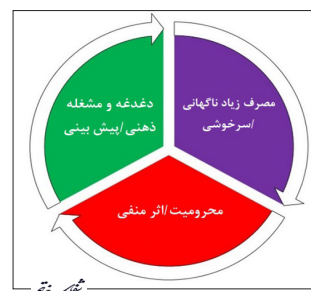 مصرف زیاد ناگهانی
/سرخوشی
دغدغه و مشغله
ذهنی/پیش بینی
محرومیت/اثر منفی